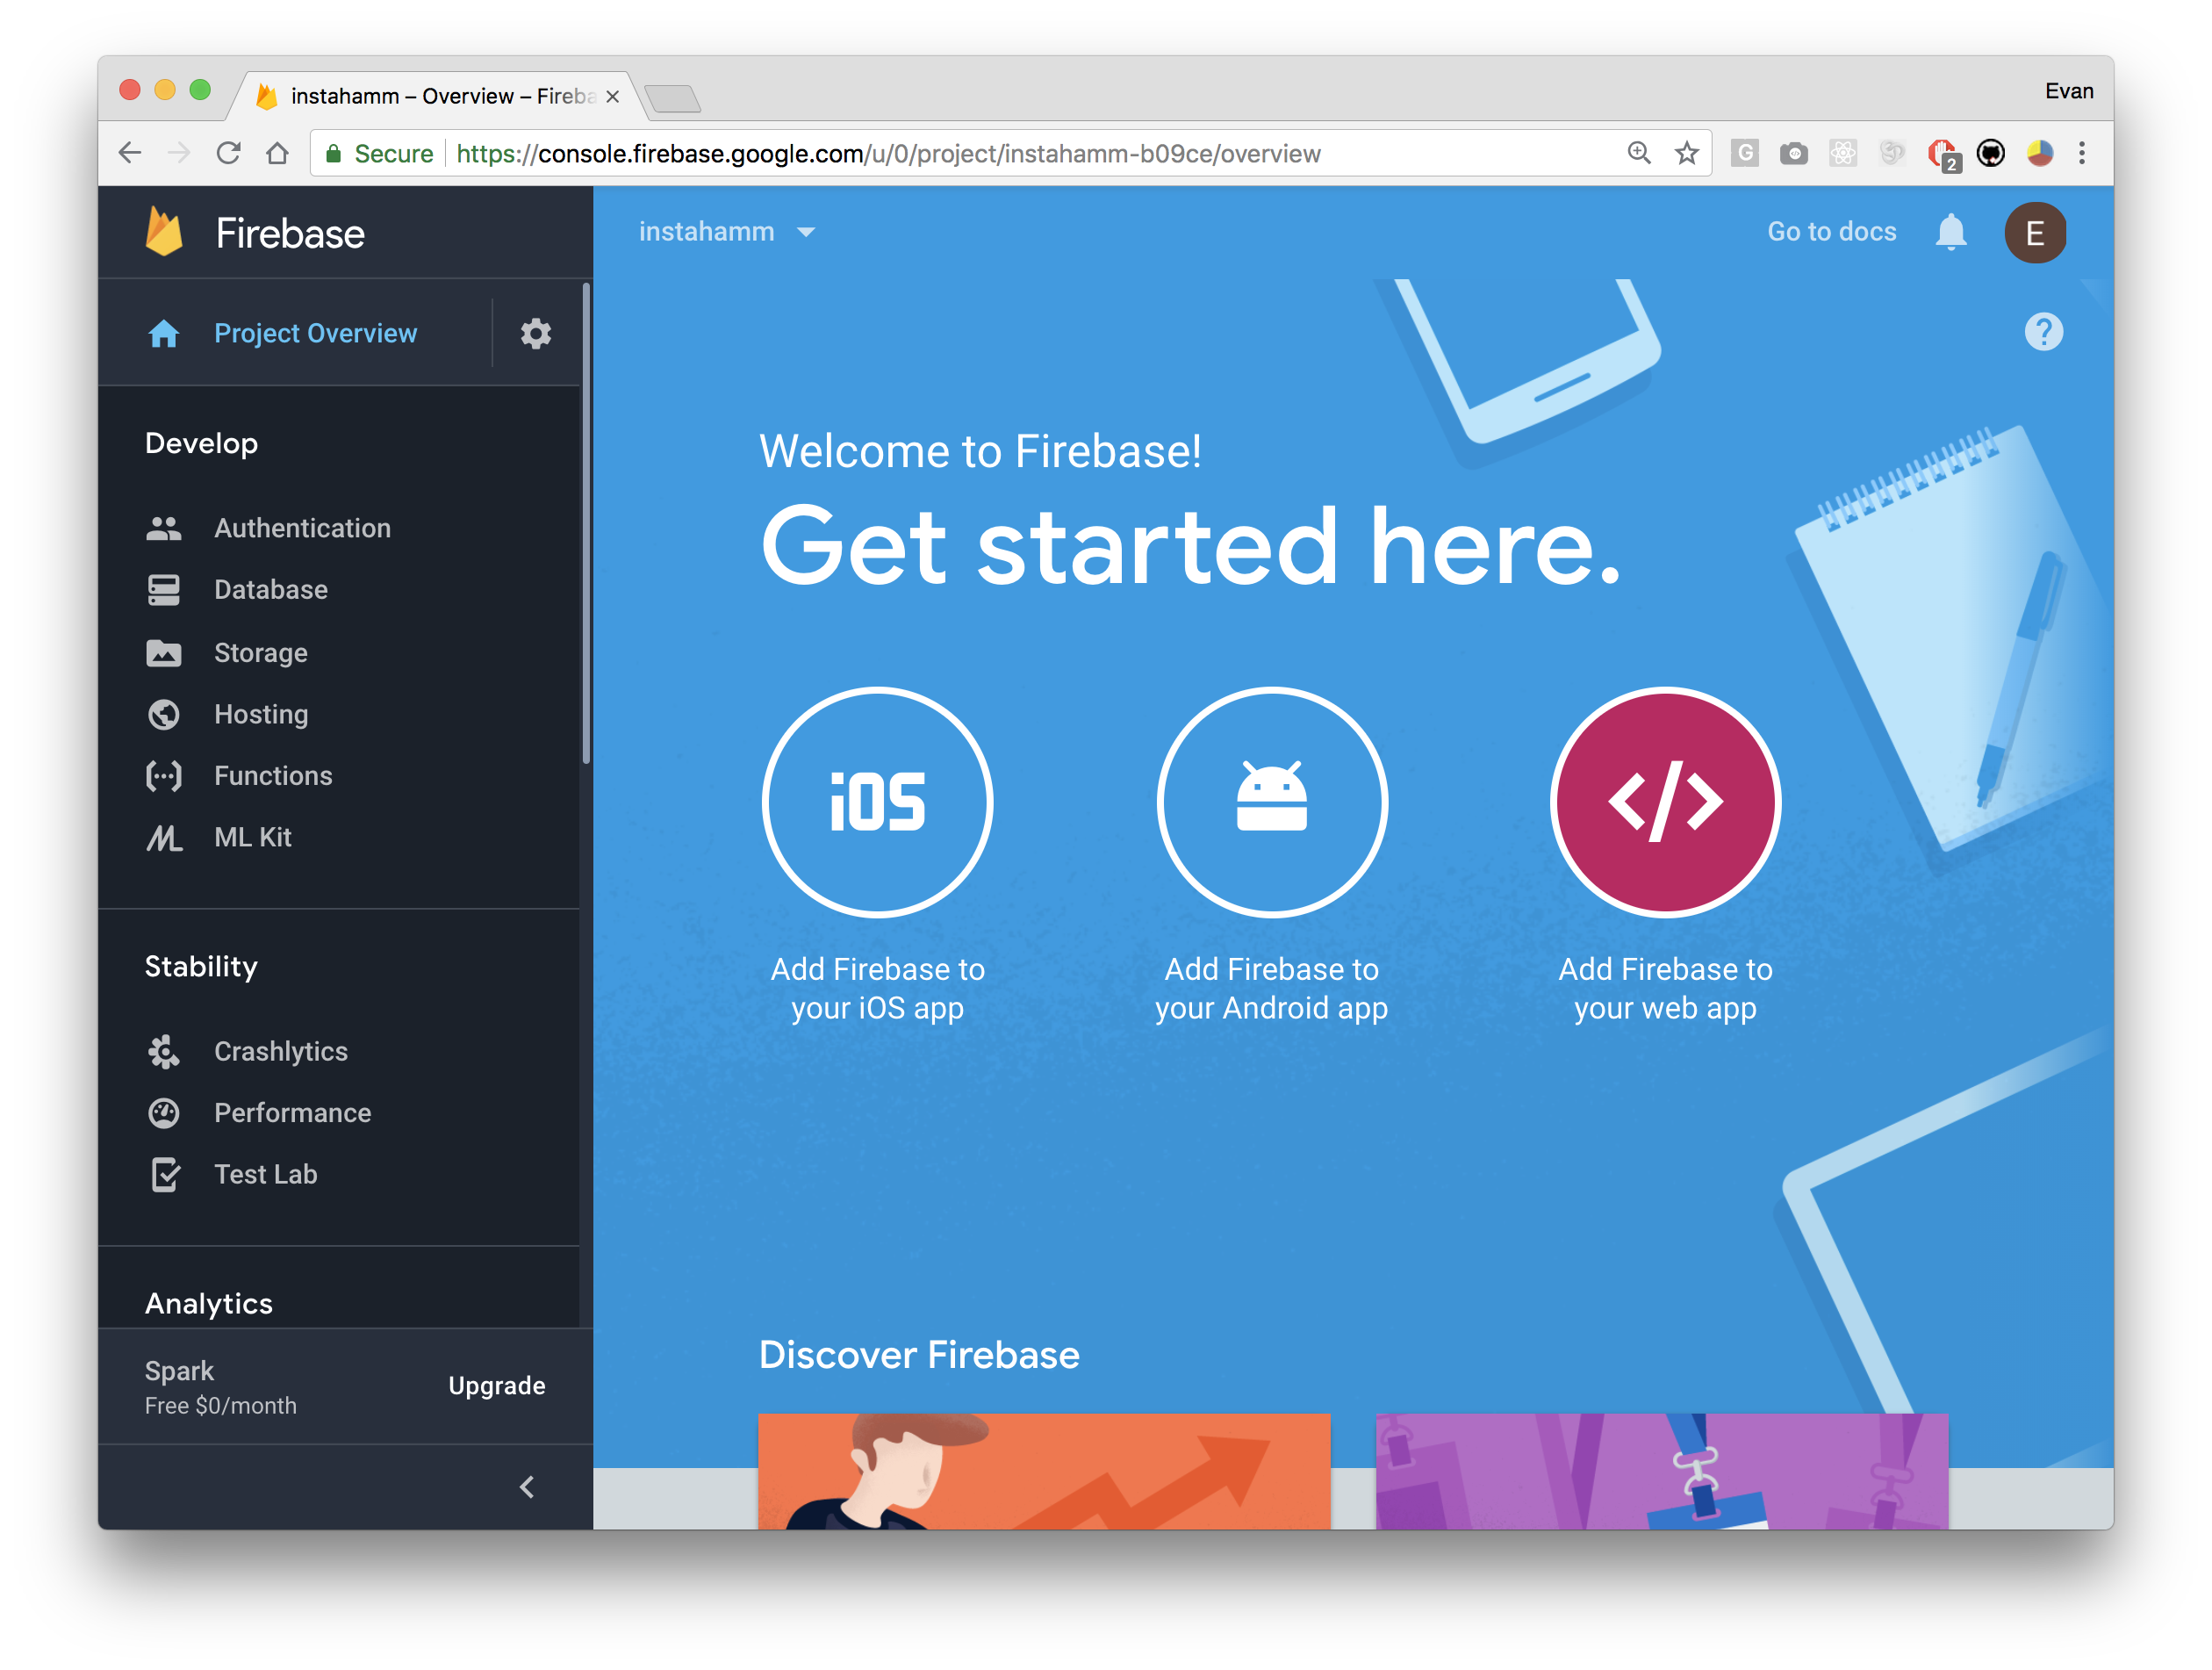 instahamm – Overview – Fireba
Evan
Secure
https://console.firebase.google.com/u/0/project/instahamm-b09ce/overview
G
2
Firebase
instahamm
Go to docs
E
Project Overview
?
Develop
Authentication
Database
Storage
Hosting
Functions
ML Kit
Stability
Crashlytics
Performance
Test Lab
Analytics
Spark
Free $0/month
Upgrade
Welcome to Firebase!
Get started here.
iOS
</>
Add Firebase to
your iOS app
Add Firebase to
your Android app
Add Firebase to
your web app
Discover Firebase